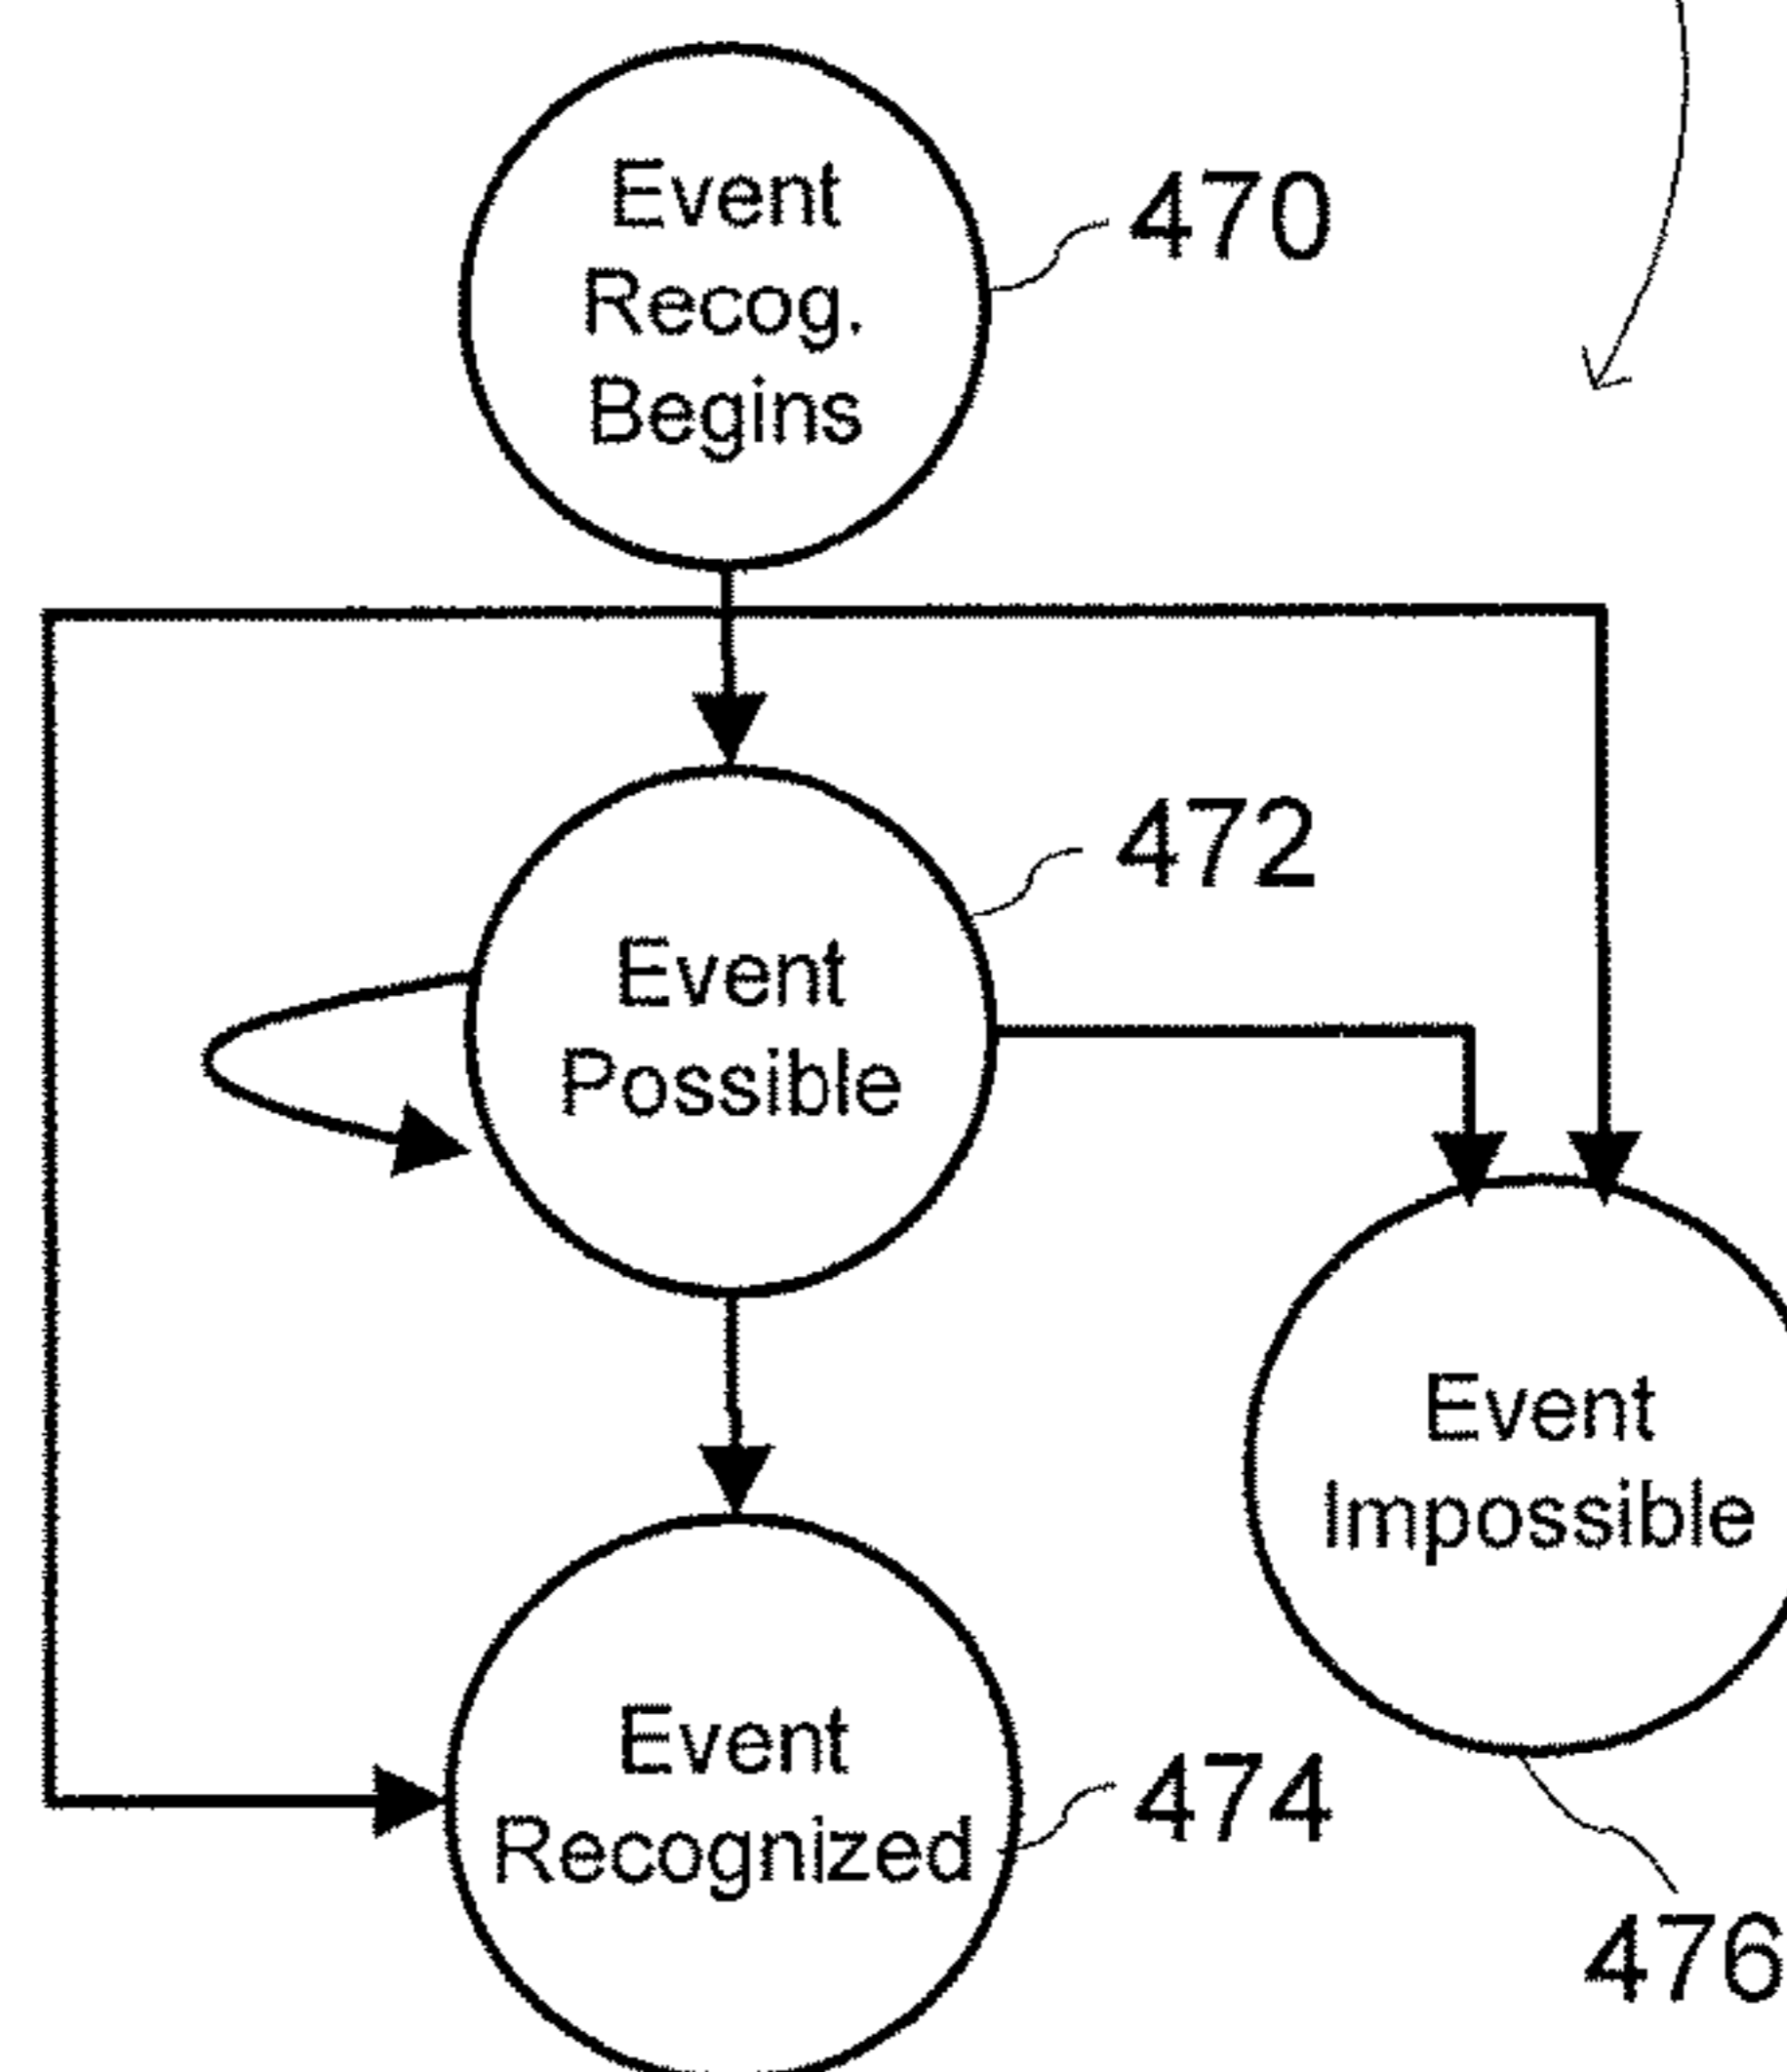 Event
Recog.
Begins
470
472
Event
Possible
Event
Impossible
Event
Recognized
474
476